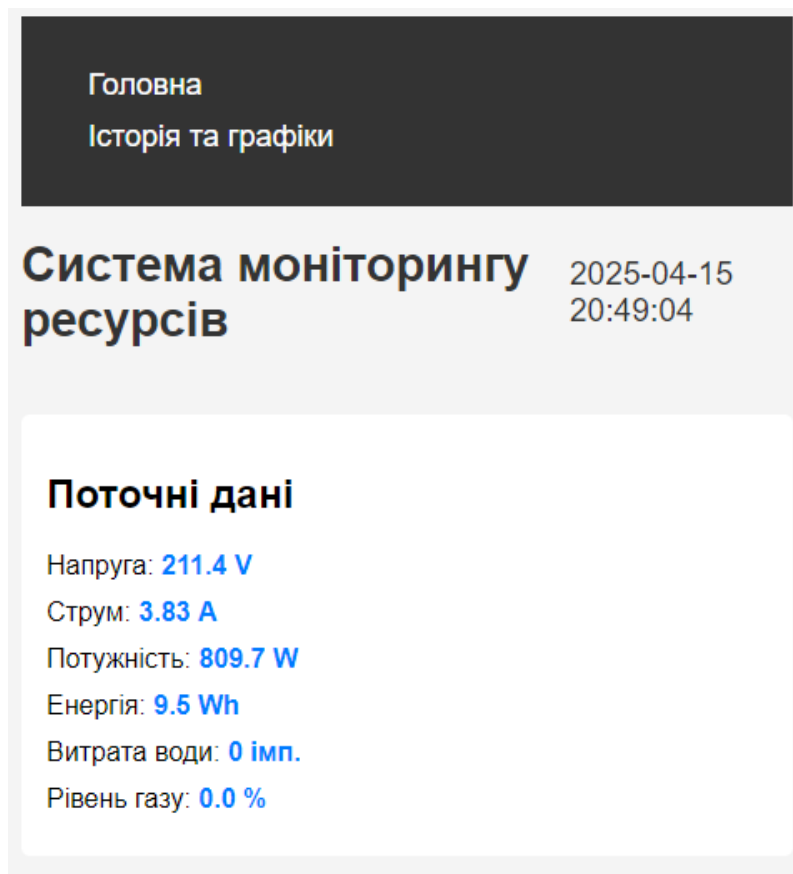 Головна
Історія та графіки
Система моніторингу
ресурсів
2025-04-15
20:49:04
Поточні дані
Напруга: 211.4 V
Струм: 3.83 A
Потужність: 809.7 W
Енергія: 9.5 Wh
Витрата води: 0 імп.
Рівень газу: 0.0 %